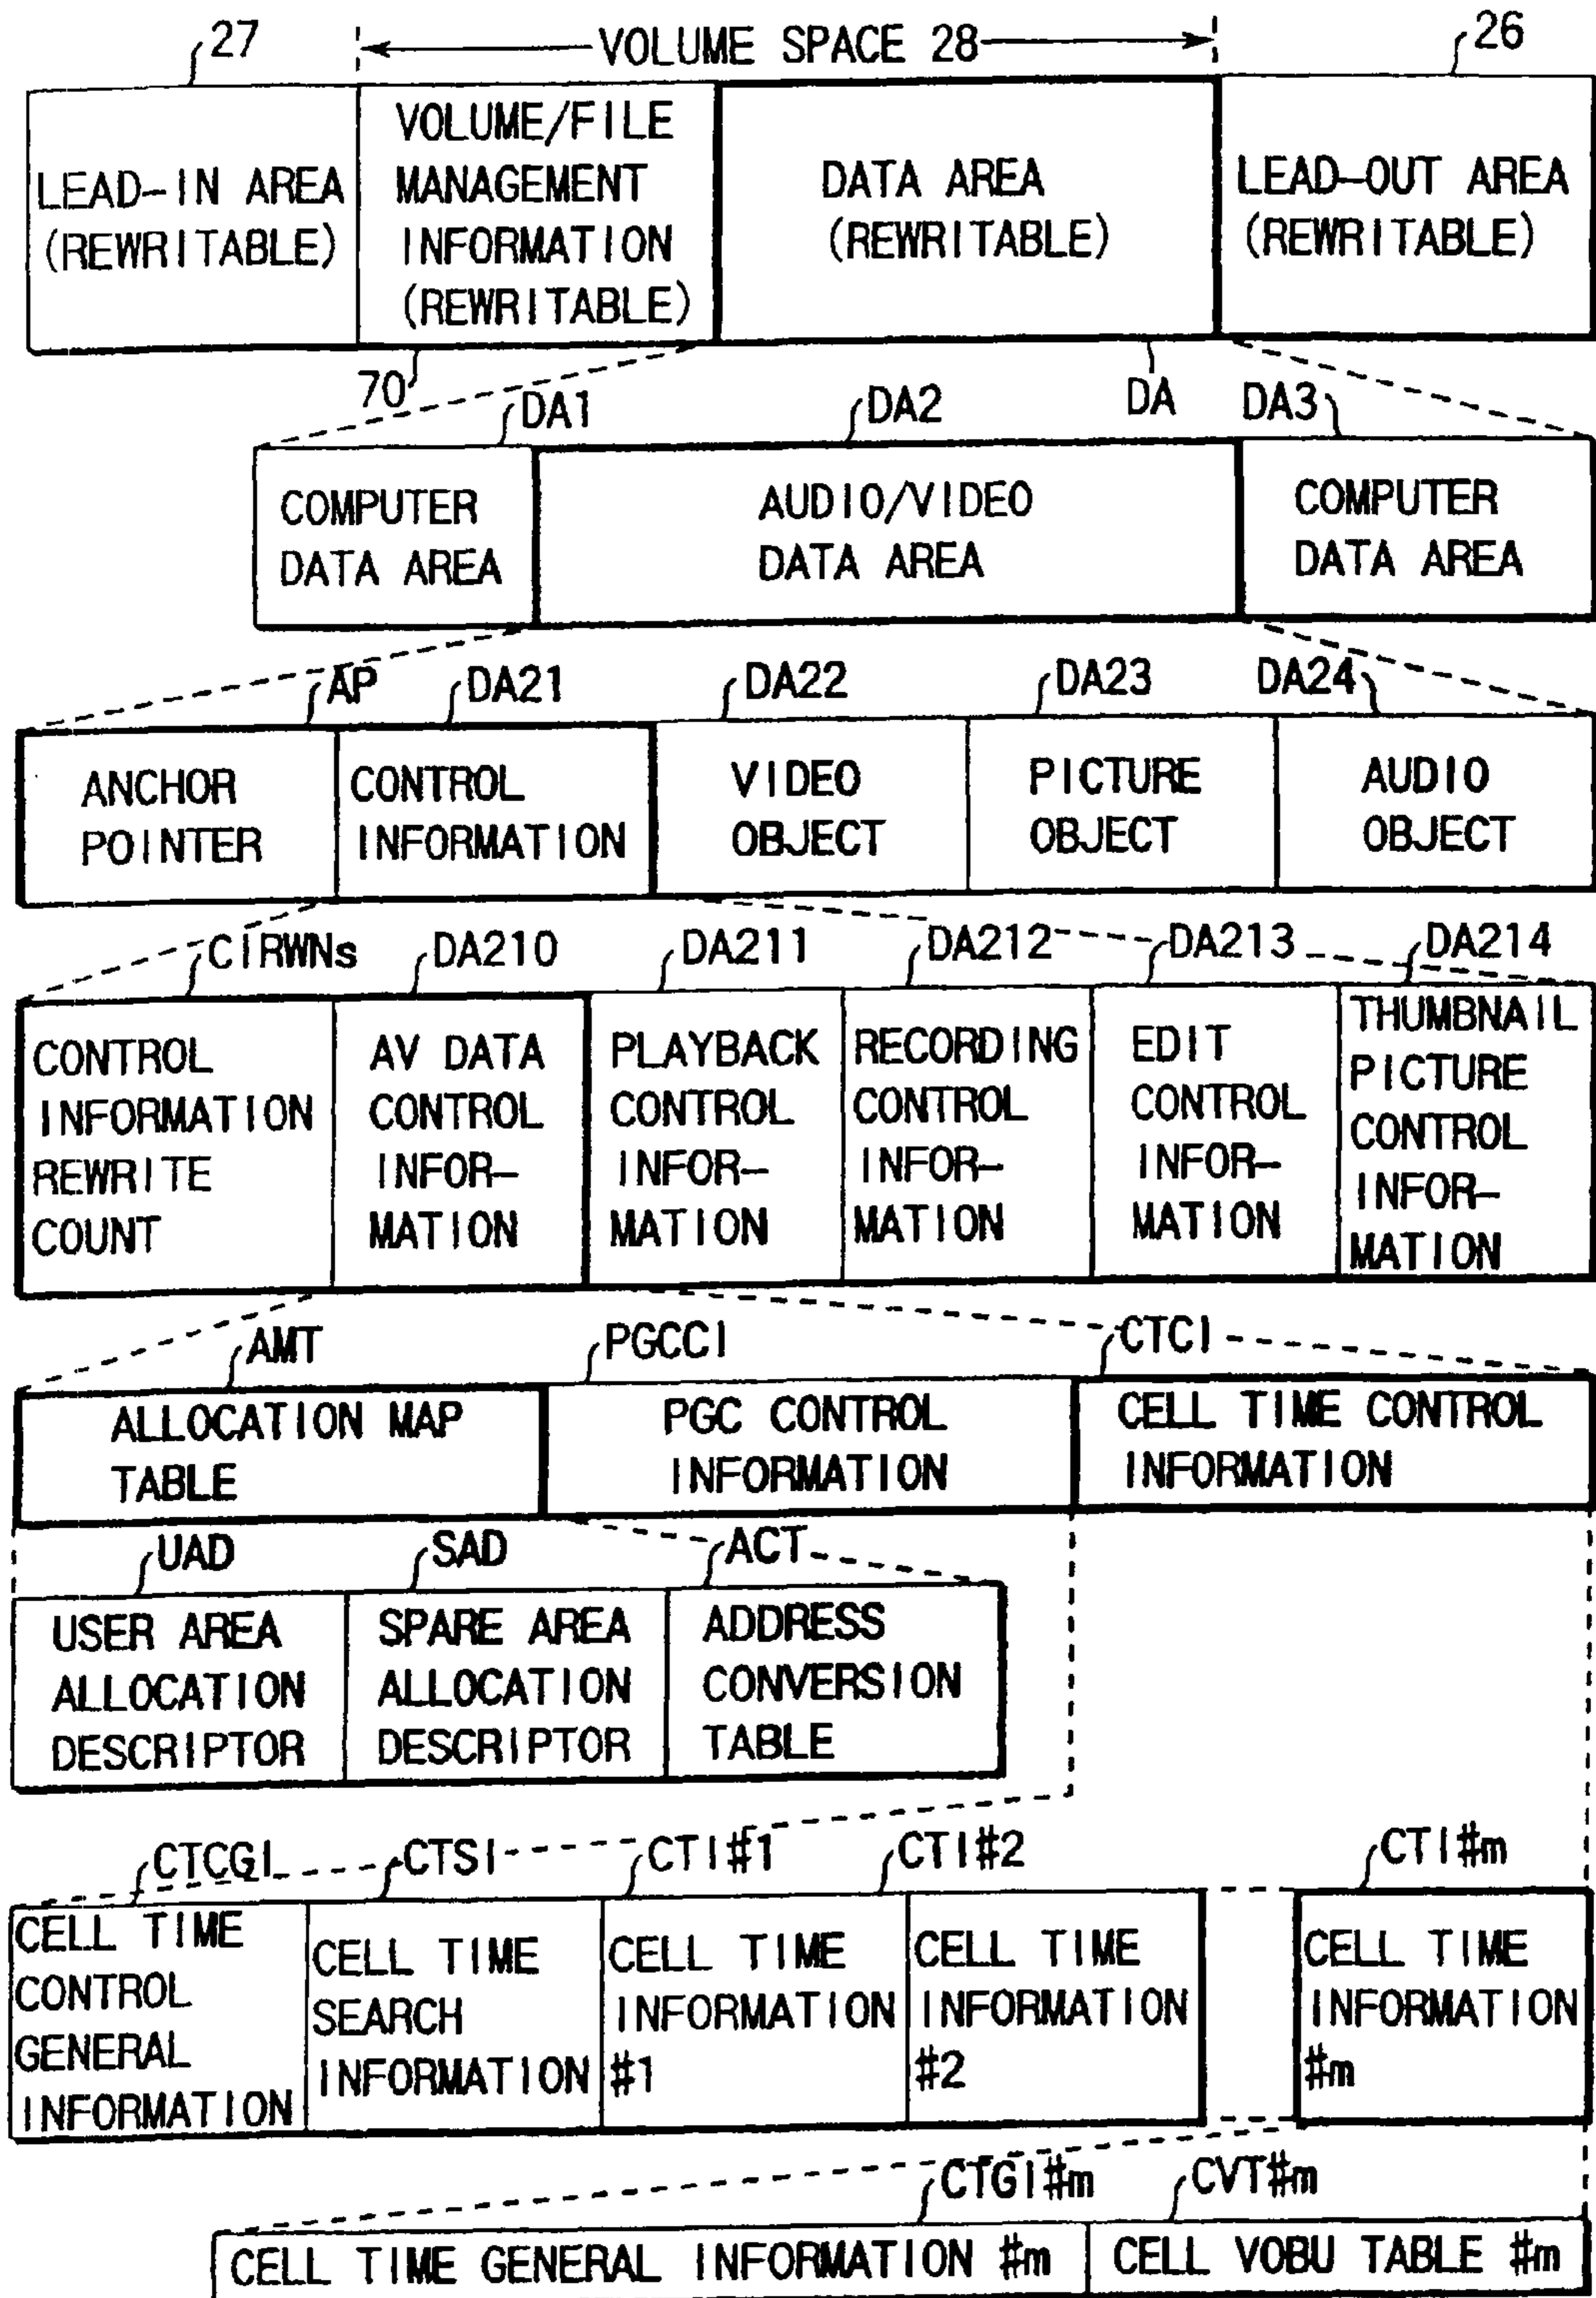 27
VOLUME SPACE 28
26
LEAD-IN AREA
(REWRITABLE)
VOLUME/FILE
MANAGEMENT
INFORMATION
(REWRITABLE)
DATA AREA
(REWRITABLE)
LEAD-OUT AREA
(REWRITABLE)
70
DA
DA1
DA2
DA3
COMPUTER
DATA AREA
AUDIO/VIDEO
DATA AREA
COMPUTER
DATA AREA
AP
DA21
DA22
DA23
DA24
ANCHOR
POINTER
CONTROL
INFORMATION
VIDEO
OBJECT
PICTURE
OBJECT
AUDIO
OBJECT
CIRWNs
DA210
DA211
DA212
DA213
DA214
CONTROL
INFORMATION
REWRITE
COUNT
AV DATA
CONTROL
INFOR-
MATION
PLAYBACK
CONTROL
INFOR-
MATION
RECORDING
CONTROL
INFOR-
MATION
EDIT
CONTROL
INFOR-
MATION
THUMBNAIL
PICTURE
CONTROL
INFOR-
MATION
AMT
PGCCI
CTCI
ALLOCATION MAP
TABLE
PGC CONTROL
INFORMATION
CELL TIME CONTROL
INFORMATION
UAD
SAD
ACT
USER AREA
ALLOCATION
DESCRIPTOR
SPARE AREA
ALLOCATION
DESCRIPTOR
ADDRESS
CONVERSION
TABLE
CTCGI
CTSI
CTI#1
CTI#2
CTI#m
CELL TIME
CONTROL
GENERAL
INFORMATION
CELL TIME
SEARCH
INFORMATION
CELL TIME
INFORMATION
#1
CELL TIME
INFORMATION
#2
CELL TIME
INFORMATION
#m
CTGI#m
CVT#m
CELL TIME GENERAL INFORMATION #m
CELL VOBU TABLE #m